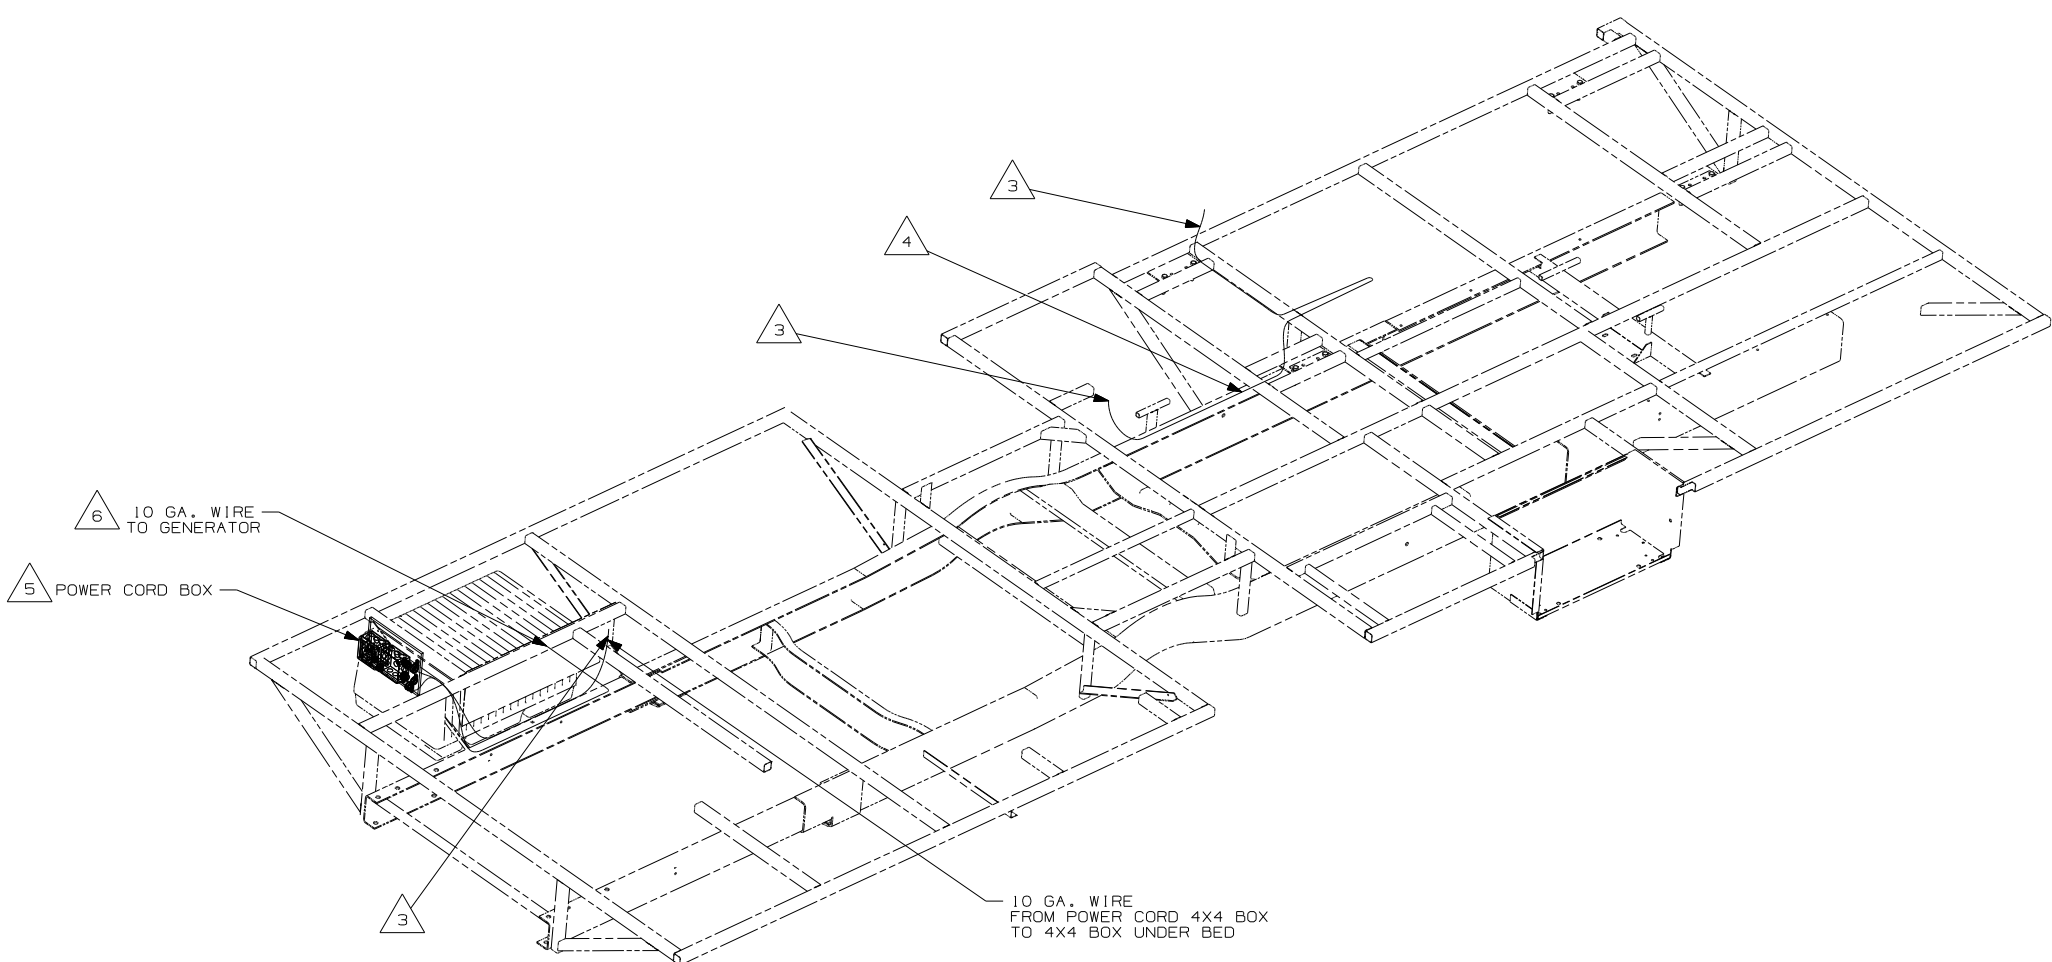 3
4
3
6 10 GA. WIRE
TO GENERATOR
5 POWER CORD BOX
3
10 GA. WIRE
FROM POWER CORD 4X4 BOX
TO 4X4 BOX UNDER BED